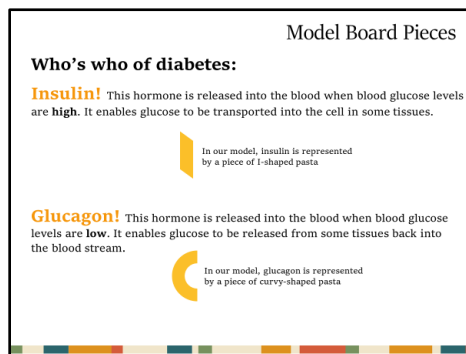 Model Board Pieces
Who's who of diabetes:
Insulin! This hormone is released into the blood when blood glucose levels
are high. It enables glucose to be transported into the cell in some tissues.
In our model, insulin is represented
by a piece of I-shaped pasta
Glucagon! This hormone is released into the blood when blood glucose
levels are low. It enables glucose to be released from some tissues back into
the blood stream.
In our model, glucagon is represented
by a piece of curvy-shaped pasta